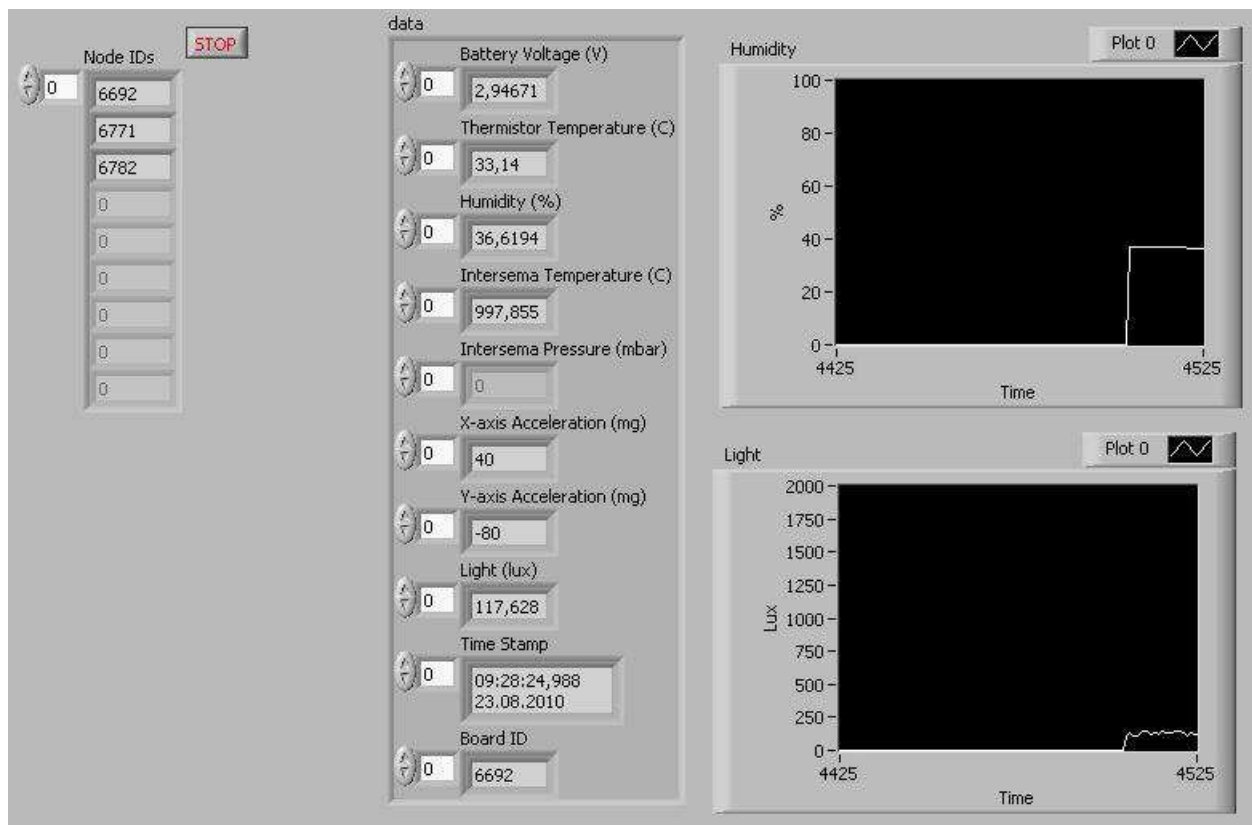 STOP
Node IDs
0
6692
6771
6782
0
0
0
0
0
0
data
Battery Voltage (V)
0
2,94671
Thermistor Temperature (C)
0
33,14
Humidity (%)
0
36,6194
Intersema Temperature (C)
0
997,855
Intersema Pressure (mbar)
0
0
X-axis Acceleration (mg)
0
40
Y-axis Acceleration (mg)
0
-80
Light (lux)
0
117,628
Time Stamp
0
09:28:24,988
23.08.2010
Board ID
0
6692
Humidity
Plot 0
100
80
60
40
20
0
%
4425
4525
Time
Light
Plot 0
2000
1750
1500
1250
1000
750
500
250
0
Lux
4425
4525
Time